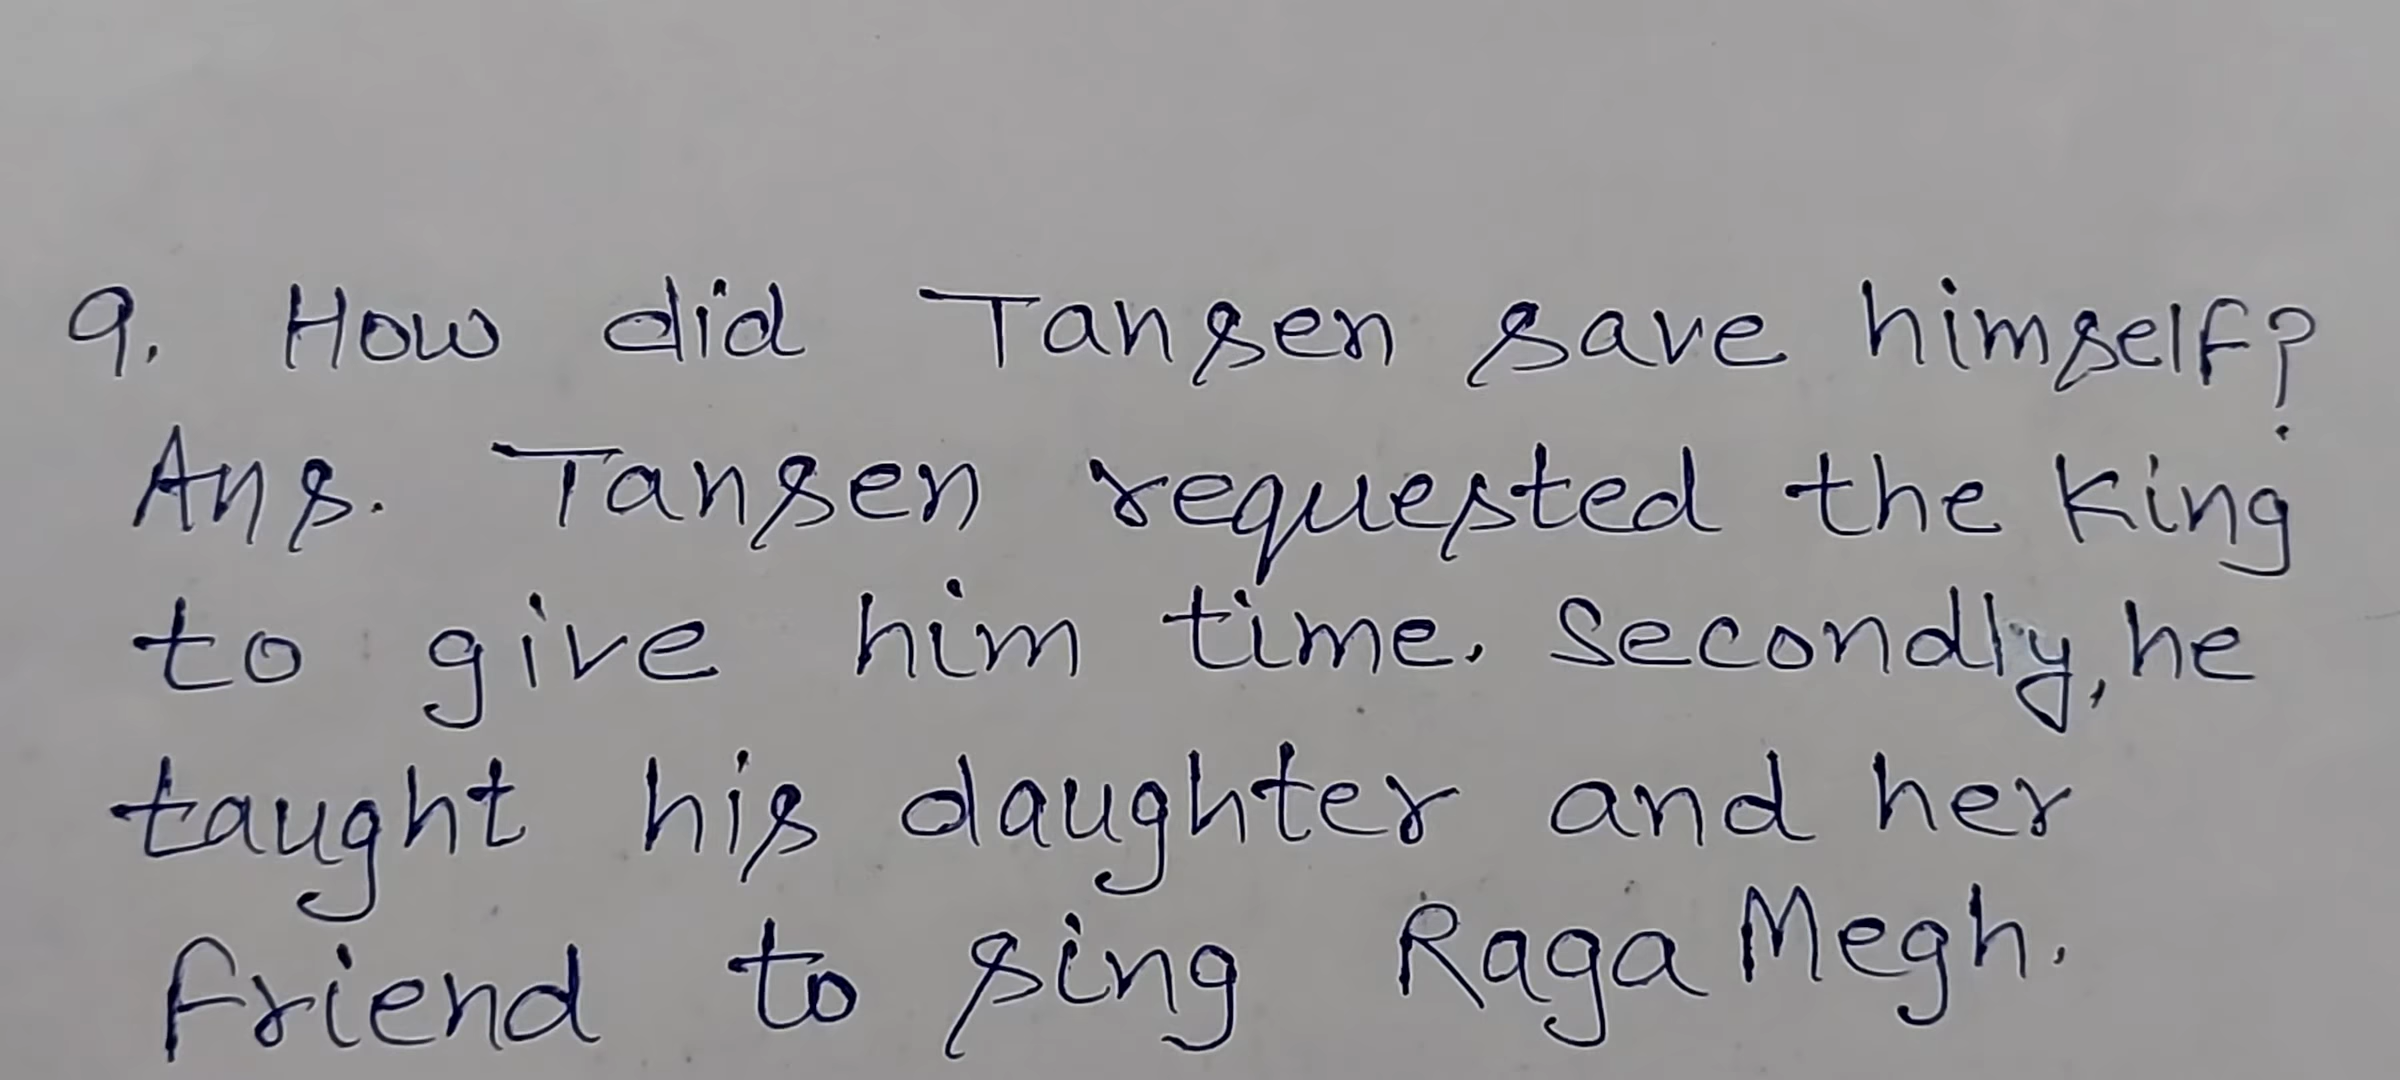 9. How did Tansen save himself?
Ans. Tansen requested the King
to give him time. Secondly, he
taught his daughter and her
friend to sing Raga Megh.